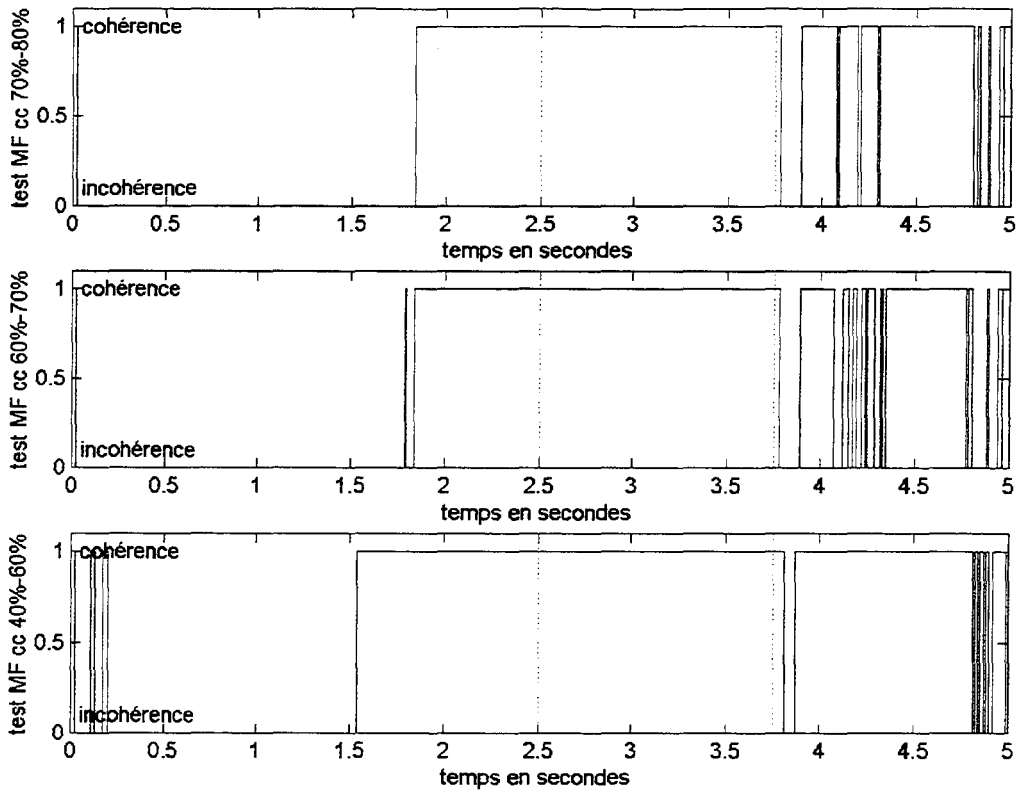 test MF cc 70%-80%
1
cohérence
0.5
incohérence
0
0 0.5 1 1.5 2 2.5 3 3.5 4 4.5 5
temps en secondes
test MF cc 60%-70%
1
cohérence
0.5
incohérence
0
0 0.5 1 1.5 2 2.5 3 3.5 4 4.5 5
temps en secondes
test MF cc 40%-60%
1
cohérence
0.5
incohérence
0
0 0.5 1 1.5 2 2.5 3 3.5 4 4.5 5
temps en secondes